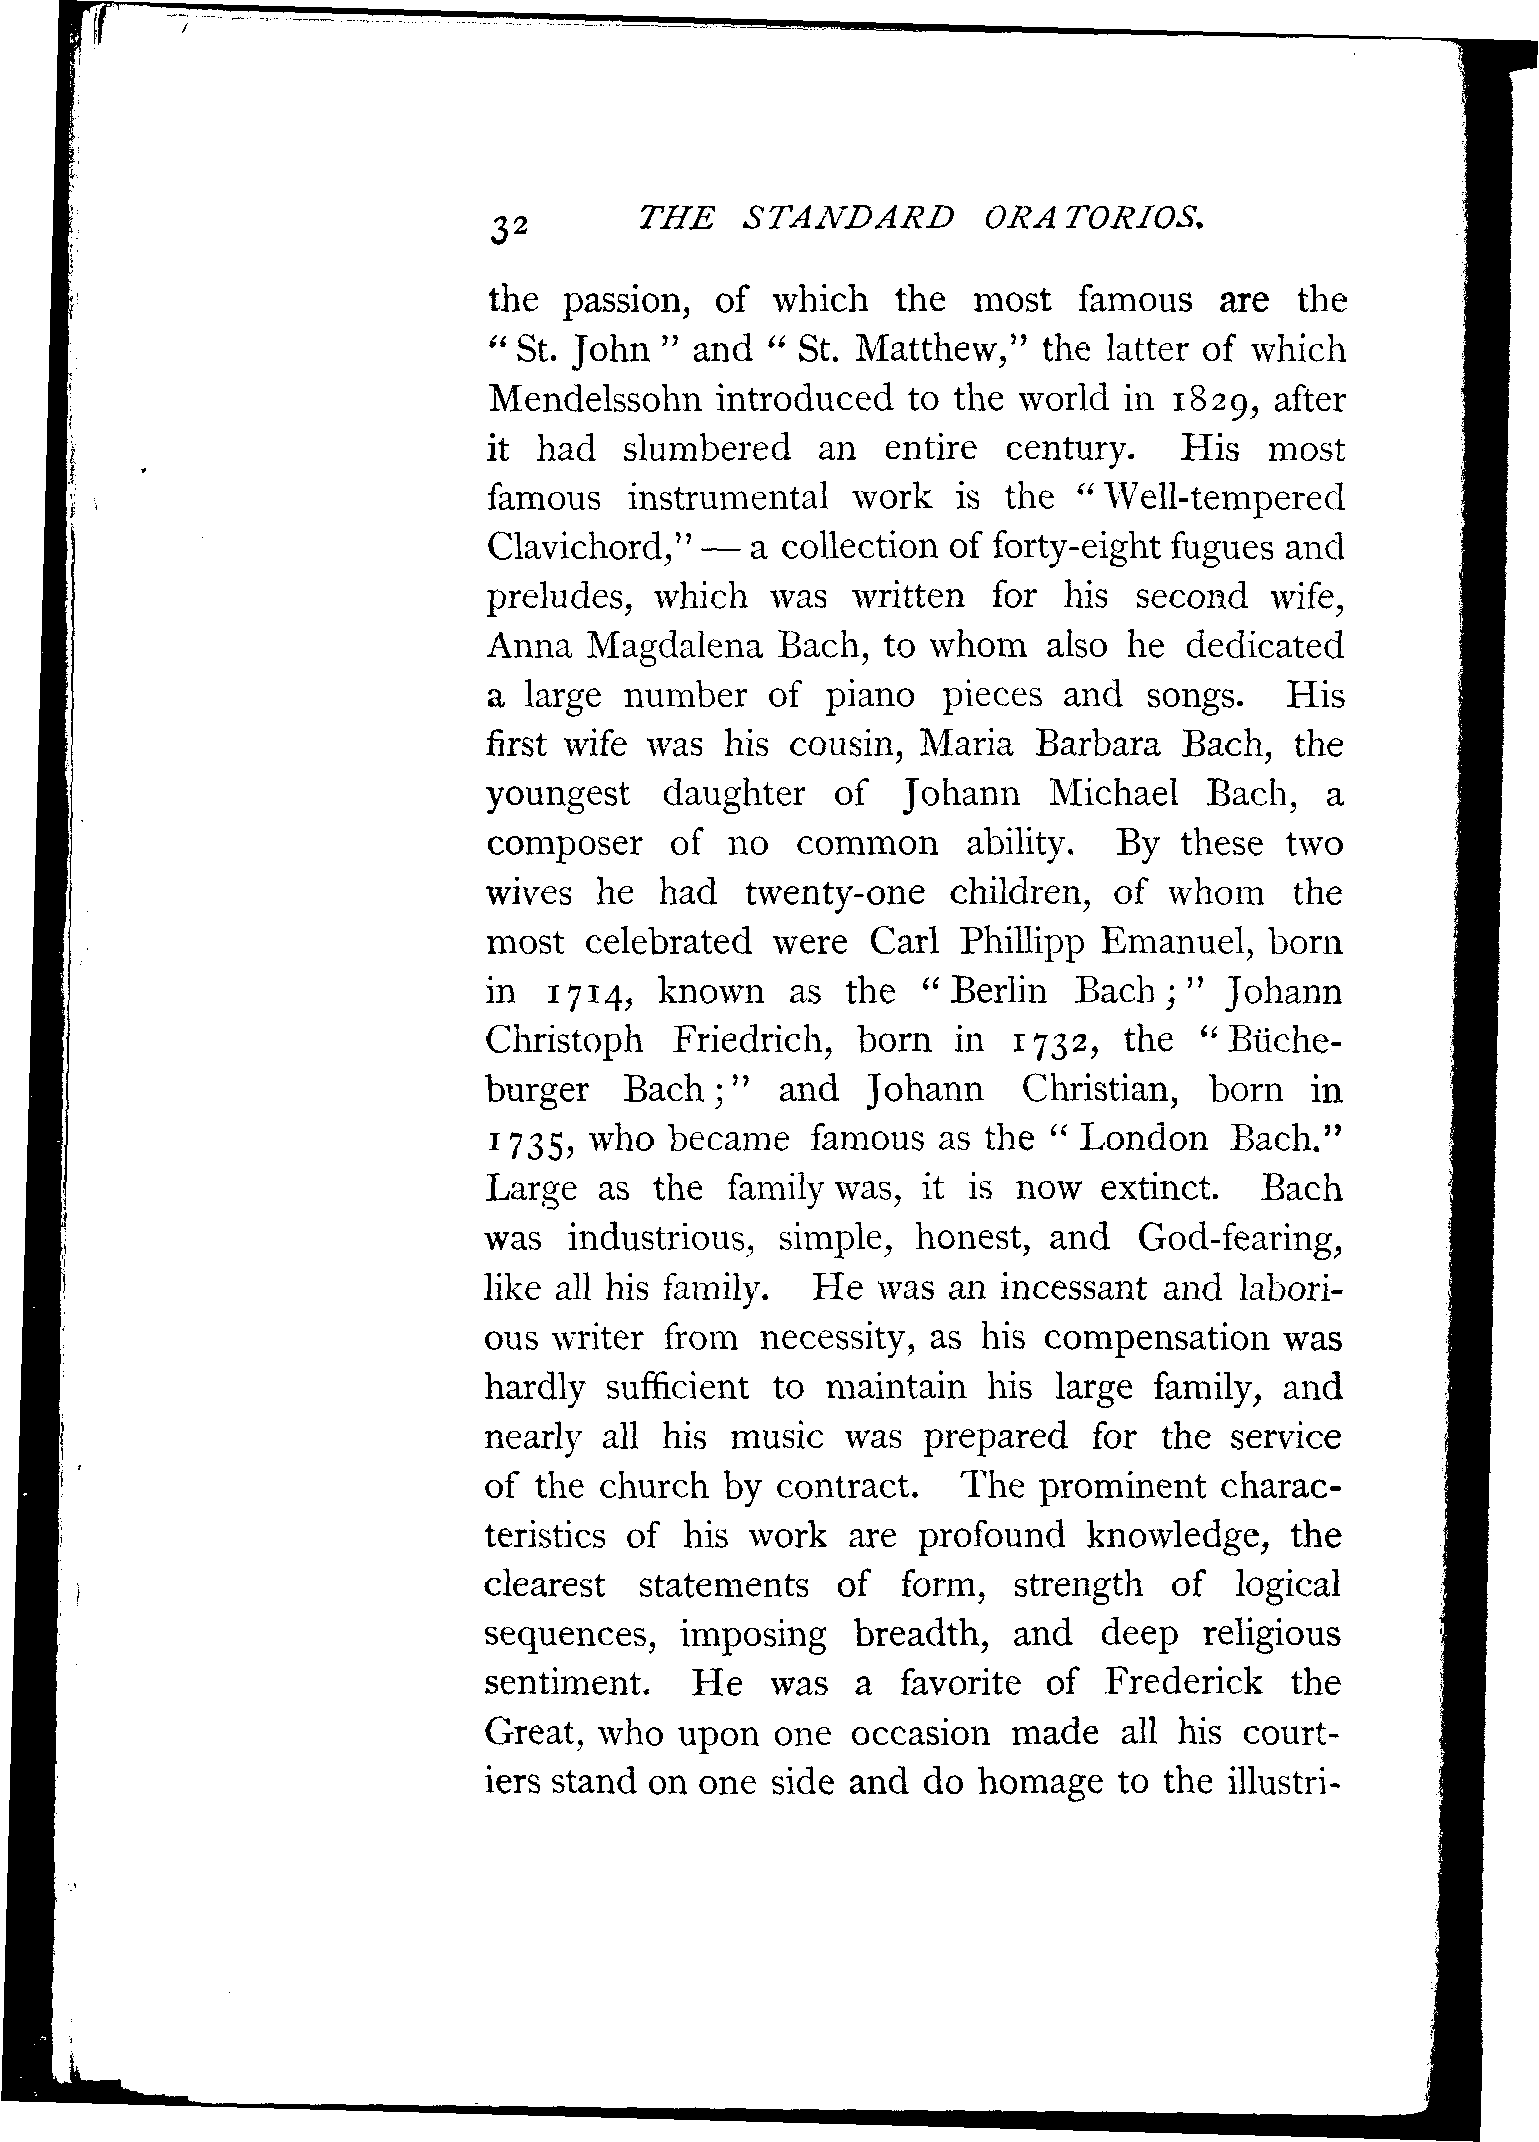 32 THE STANDARD ORATORIOS.
the passion, of which the most famous are the
“ St. John ” and “ St. Matthew,” the latter of which
Mendelssohn introduced to the world in 1829, after
it had slumbered an entire century. His most
famous instrumental work is the “ Well-tempered
Clavichord,” — a collection of forty-eight fugues and
preludes, which was written for his second wife,
Anna Magdalena Bach, to whom also he dedicated
a large number of piano pieces and songs. His
first wife was his cousin, Maria Barbara Bach, the
youngest daughter of Johann Michael Bach, a
composer of no common ability. By these two
wives he had twenty-one children, of whom the
most celebrated were Carl Phillipp Emanuel, born
in 1714, known as the “ Berlin Bach ; ” Johann
Christoph Friedrich, born in 1732, the “ Büche-
burger Bach ; ” and Johann Christian, born in
1735, who became famous as the “ London Bach.”
Large as the family was, it is now extinct. Bach
was industrious, simple, honest, and God-fearing,
like all his family. He was an incessant and labori-
ous writer from necessity, as his compensation was
hardly sufficient to maintain his large family, and
nearly all his music was prepared for the service
of the church by contract. The prominent charac-
teristics of his work are profound knowledge, the
clearest statements of form, strength of logical
sequences, imposing breadth, and deep religious
sentiment. He was a favorite of Frederick the
Great, who upon one occasion made all his court-
iers stand on one side and do homage to the illustri-